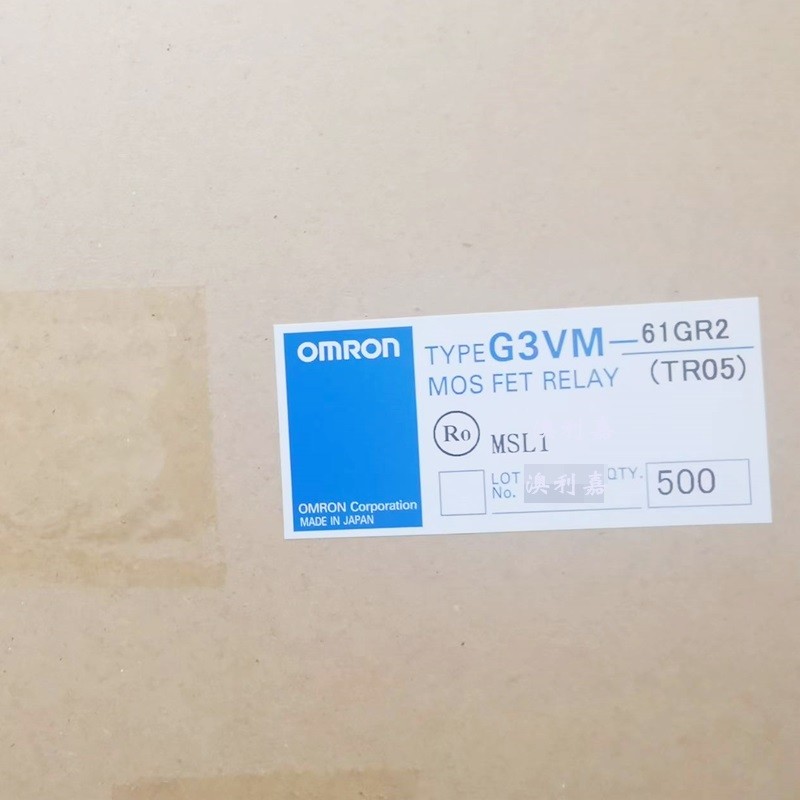 OMRON
TYPE G3VM-61GR2
MOS FET RELAY (TR05)
Ro MSL1
LOT No. 澳利嘉 QTY. 500
OMRON Corporation
MADE IN JAPAN